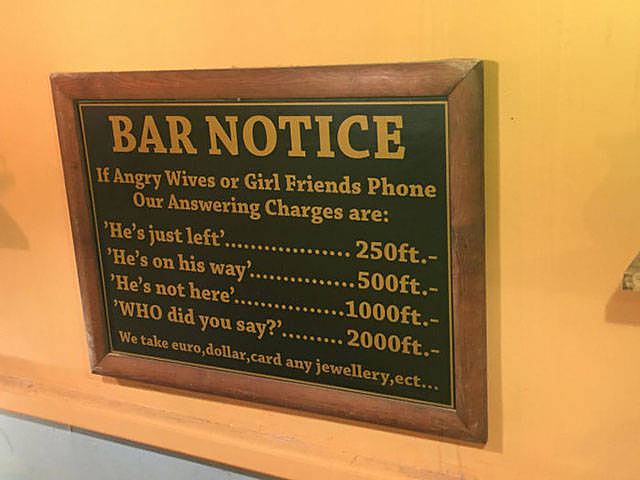 BAR NOTICE
If Angry Wives or Girl Friends Phone
Our Answering Charges are:
'He's just left'................... 250ft.-
'He's on his way'................500ft.-
'He's not here'.................1000ft.-
'WHO did you say?'......... 2000ft.-
We take euro,dollar,card any jewellery,ect...